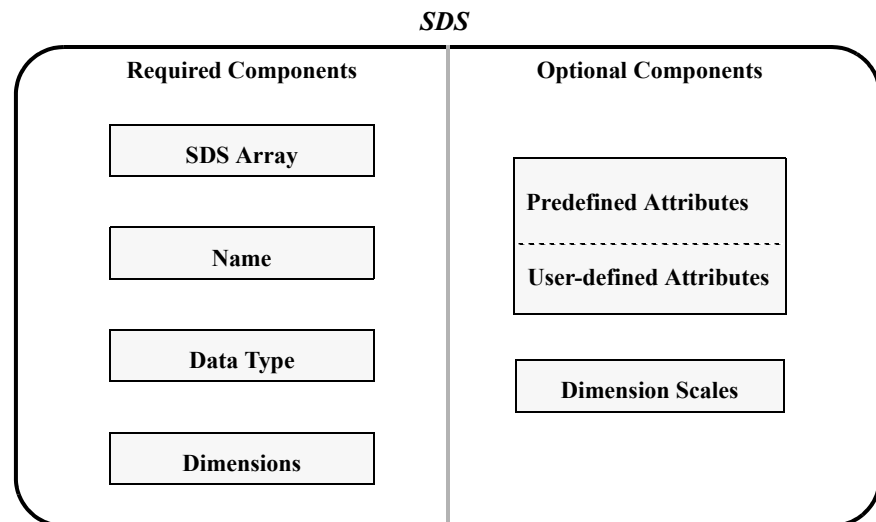 SDS
Required Components
SDS Array
Name
Data Type
Dimensions
Optional Components
Predefined Attributes
User-defined Attributes
Dimension Scales